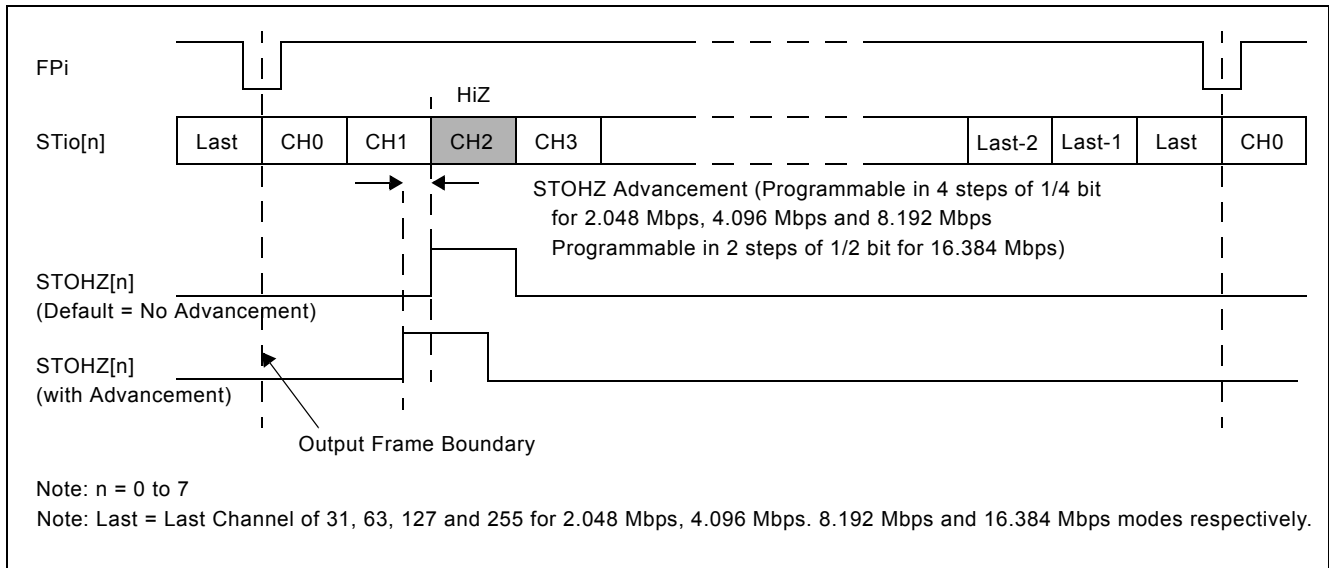 FPi
HiZ
STio[n]
Last CH0 CH1 CH2 CH3 Last-2 Last-1 Last CH0
STOHZ Advancement (Programmable in 4 steps of 1/4 bit
for 2.048 Mbps, 4.096 Mbps and 8.192 Mbps
Programmable in 2 steps of 1/2 bit for 16.384 Mbps)
STOHZ[n]
(Default = No Advancement)
STOHZ[n]
(with Advancement)
Output Frame Boundary
Note: n = 0 to 7
Note: Last = Last Channel of 31, 63, 127 and 255 for 2.048 Mbps, 4.096 Mbps. 8.192 Mbps and 16.384 Mbps modes respectively.